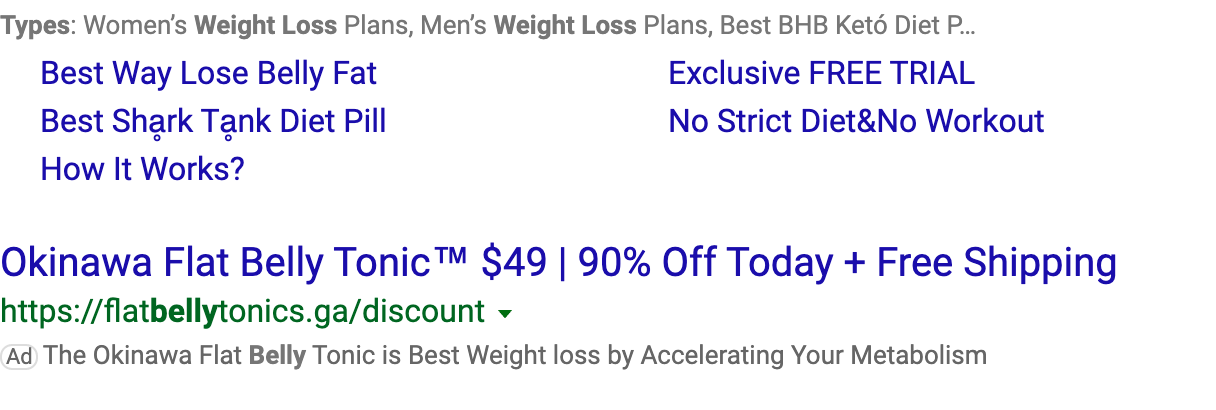 Types: Women’s Weight Loss Plans, Men’s Weight Loss Plans, Best BHB Ketó Diet P...
Best Way Lose Belly Fat
Exclusive FREE TRIAL
Best Shḁrk Tḁnk Diet Pill
No Strict Diet&No Workout
How It Works?
Okinawa Flat Belly Tonic™ $49 | 90% Off Today + Free Shipping
https://flatbellytonics.ga/discount
Ad The Okinawa Flat Belly Tonic is Best Weight loss by Accelerating Your Metabolism